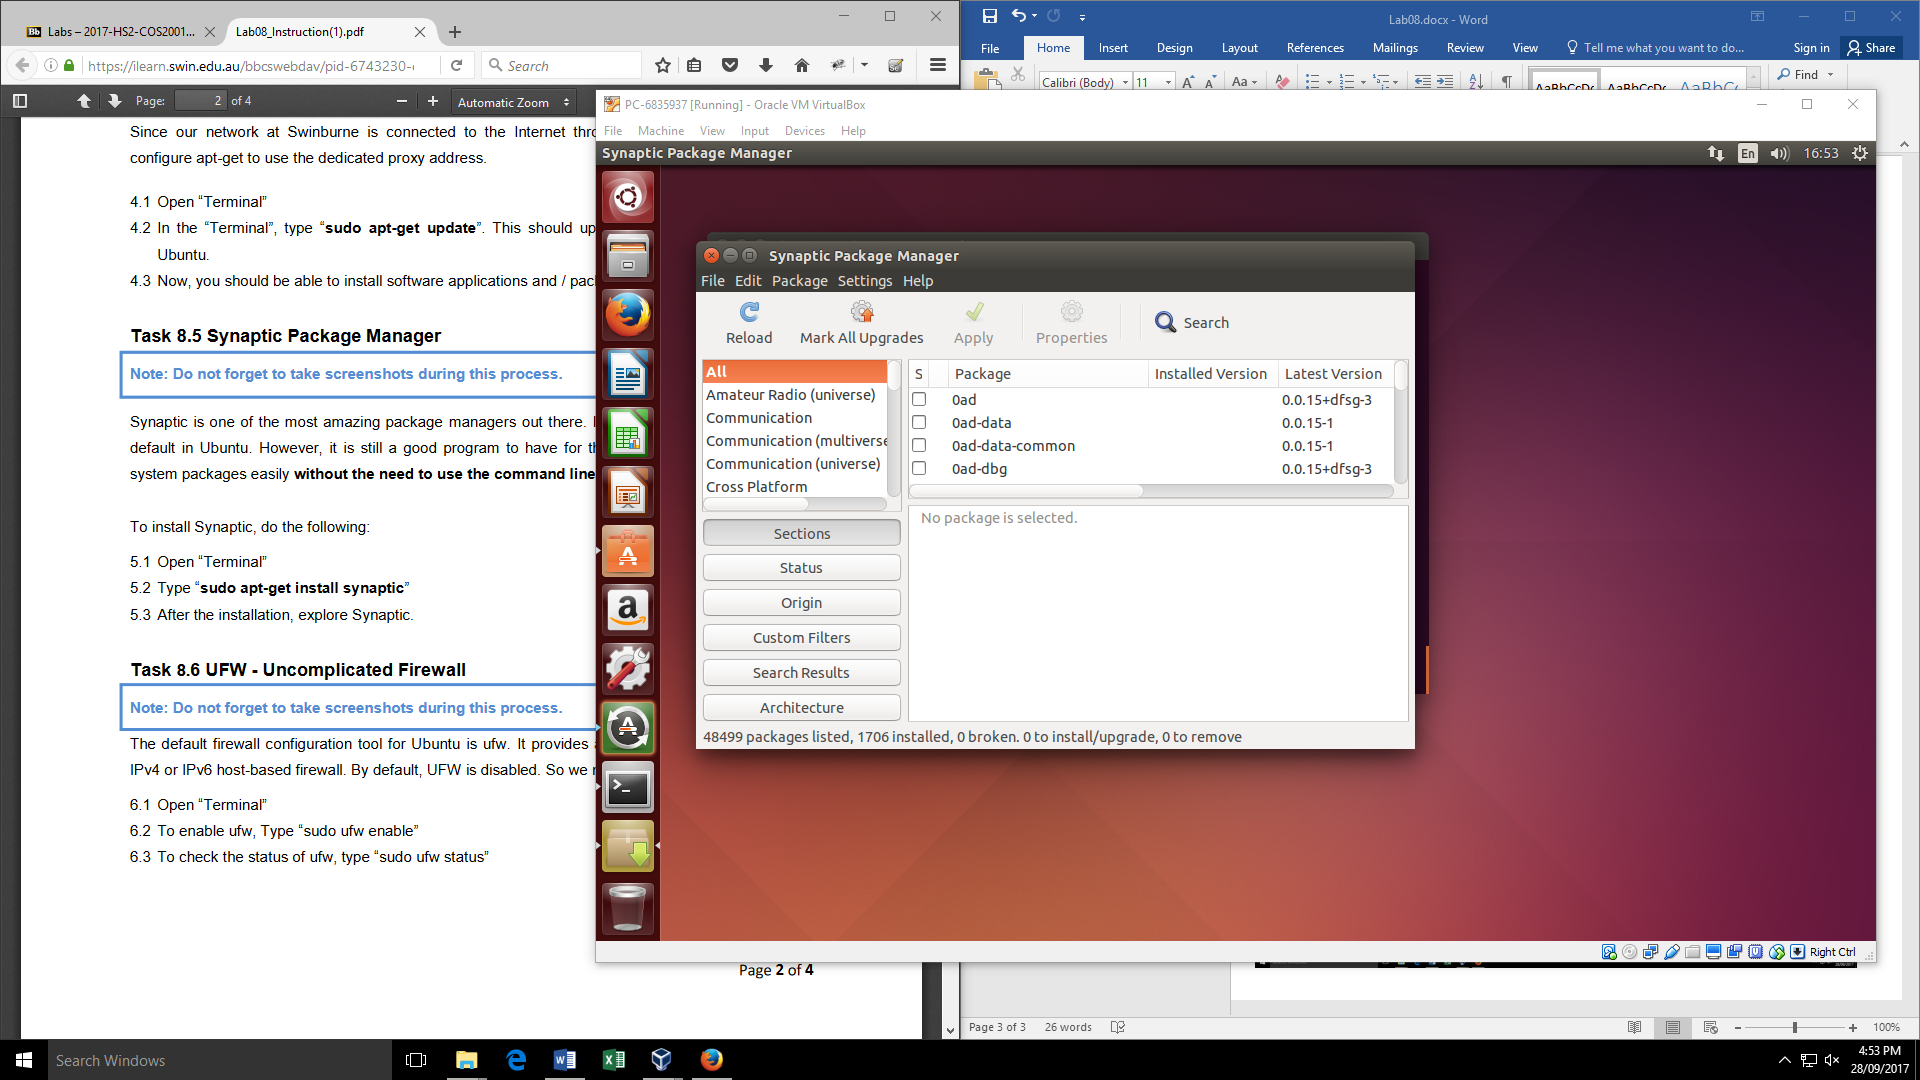 Labs – 2017-HS2-COS2001...
Lab08_Instruction(1).pdf
https://ilearn.swin.edu.au/bbcswebdav/pid-6743230-
Search
Page:
2
of 4
Automatic Zoom
Since our network at Swinburne is connected to the Internet
configure apt-get to use the dedicated proxy address.
4.1 Open “Terminal”
4.2 In the “Terminal”, type “sudo apt-get update”. This should
Ubuntu.
4.3 Now, you should be able to install software applications and /
Task 8.5 Synaptic Package Manager
Note: Do not forget to take screenshots during this process.
Synaptic is one of the most amazing package managers out there.
default in Ubuntu. However, it is still a good program to have for
system packages easily without the need to use the command line
To install Synaptic, do the following:
5.1 Open “Terminal”
5.2 Type “sudo apt-get install synaptic”
5.3 After the installation, explore Synaptic.
Task 8.6 UFW - Uncomplicated Firewall
Note: Do not forget to take screenshots during this process.
The default firewall configuration tool for Ubuntu is ufw. It provides
IPv4 or IPv6 host-based firewall. By default, UFW is disabled. So we
6.1 Open “Terminal”
6.2 To enable ufw, Type “sudo ufw enable”
6.3 To check the status of ufw, type “sudo ufw status”
Page 2 of 4
Lab08.docx - Word
File Home Insert Design Layout References Mailings Review View Tell me what you want to do... Sign in Share
Calibri (Body) 11 Aa Find
AaBbCcDc AaBbCcDc AaBbCc
PC-6835937 [Running] - Oracle VM VirtualBox
File Machine View Input Devices Help
Synaptic Package Manager
En 16:53
Synaptic Package Manager
File Edit Package Settings Help
Reload
Mark All Upgrades
Apply
Properties
Search
All
Amateur Radio (universe)
Communication
Communication (multiverse
Communication (universe)
Cross Platform
S Package Installed Version Latest Version
0ad 0.0.15+dfsg-3
0ad-data 0.0.15-1
0ad-data-common 0.0.15-1
0ad-dbg 0.0.15+dfsg-3
No package is selected.
Sections
Status
Origin
Custom Filters
Search Results
Architecture
48499 packages listed, 1706 installed, 0 broken. 0 to install/upgrade, 0 to remove
Right Ctrl
Page 3 of 3 26 words
100%
Search Windows
4:53 PM
28/09/2017